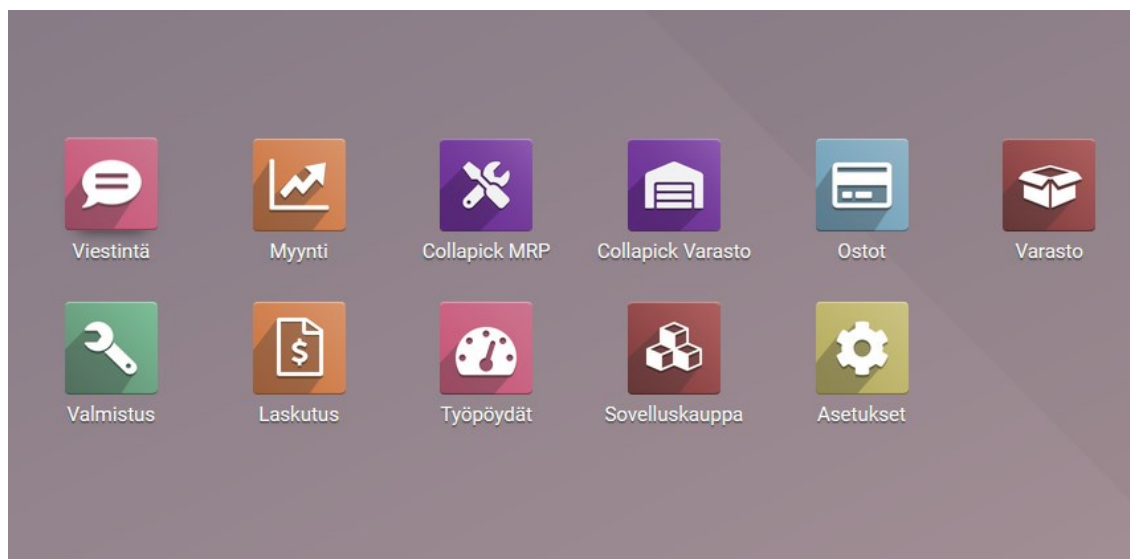 Viestintä
Myynti
Collapick MRP
Collapick Varasto
Ostot
Varasto
Valmistus
$
Laskutus
Työpöydät
Sovelluskauppa
Asetukset